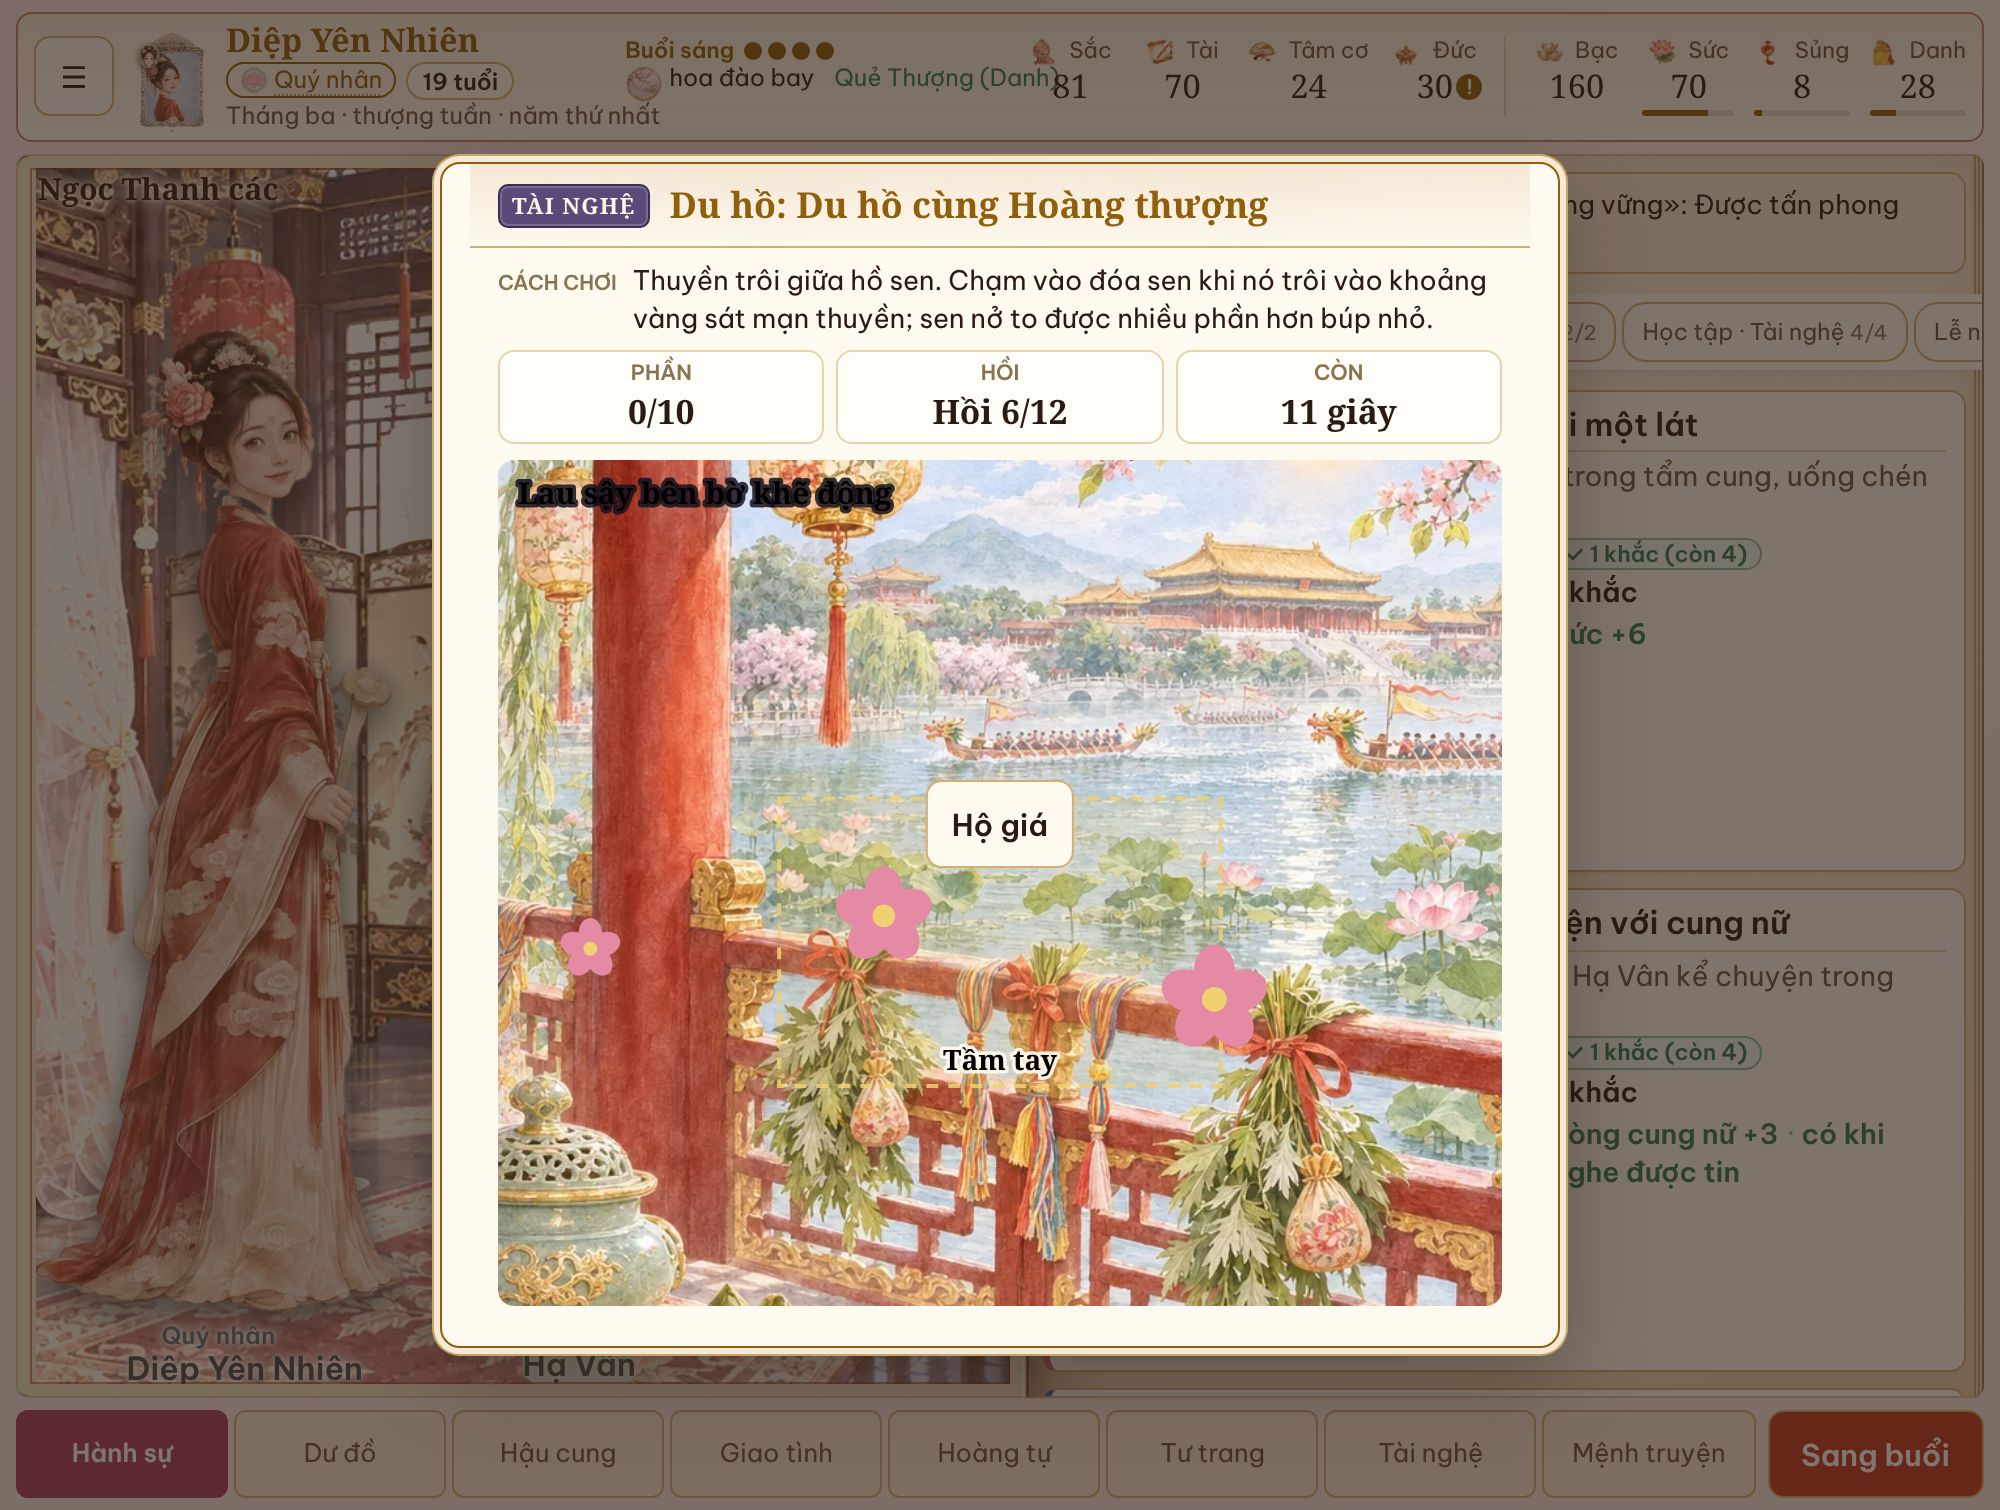 Diệp Yên Nhiên
Quý nhân
19 tuổi
Tháng ba · thượng tuần · năm thứ nhất
Buổi sáng
hoa đào bay
Quẻ Thượng (Danh)
Sắc
81
Tài
70
Tâm cơ
24
Đức
30
!
Bạc
160
Sức
70
Sủng
8
Danh
28
Ngọc Thanh các
TÀI NGHỆ
Du hồ: Du hồ cùng Hoàng thượng
CÁCH CHƠI
Thuyền trôi giữa hồ sen. Chạm vào đóa sen khi nó trôi vào khoảng
vàng sát mạn thuyền; sen nở to được nhiều phần hơn búp nhỏ.
PHẦN
0/10
HỒI
Hồi 6/12
CÒN
11 giây
Lau sậy bên bờ khẽ động
Hộ giá
Tầm tay
Quý nhân
Diệp Yên Nhiên
Hạ Vân
ng vững»: Được tấn phong
2/2
Học tập · Tài nghệ 4/4
Lễ n
i một lát
trong tẩm cung, uống chén
✓ 1 khắc (còn 4)
khắc
ức +6
ện với cung nữ
Hạ Vân kể chuyện trong
✓ 1 khắc (còn 4)
khắc
òng cung nữ +3 · có khi
ghe được tin
Hành sự
Dư đồ
Hậu cung
Giao tình
Hoàng tự
Tư trang
Tài nghệ
Mệnh truyện
Sang buổi